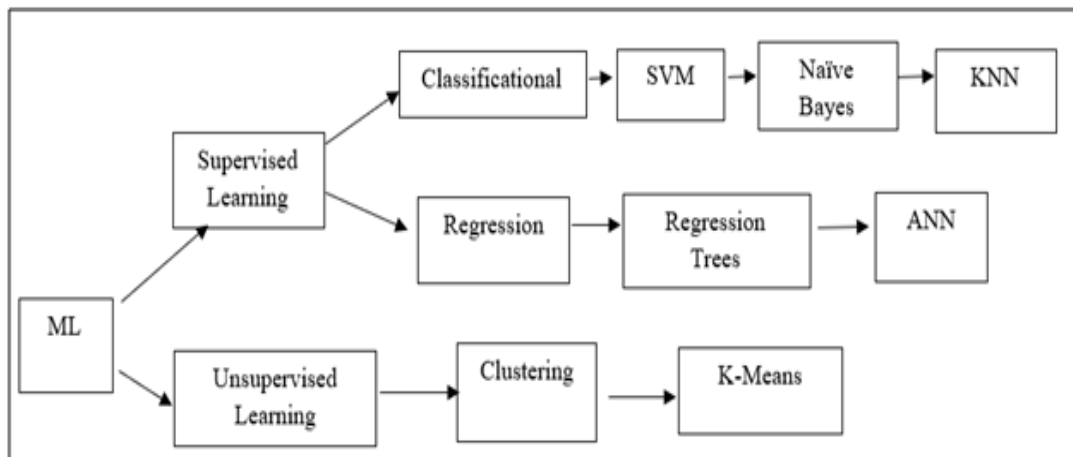 Classificational
SVM
Naïve
Bayes
KNN
Supervised
Learning
Regression
Regression
Trees
ANN
ML
Unsupervised
Learning
Clustering
K-Means